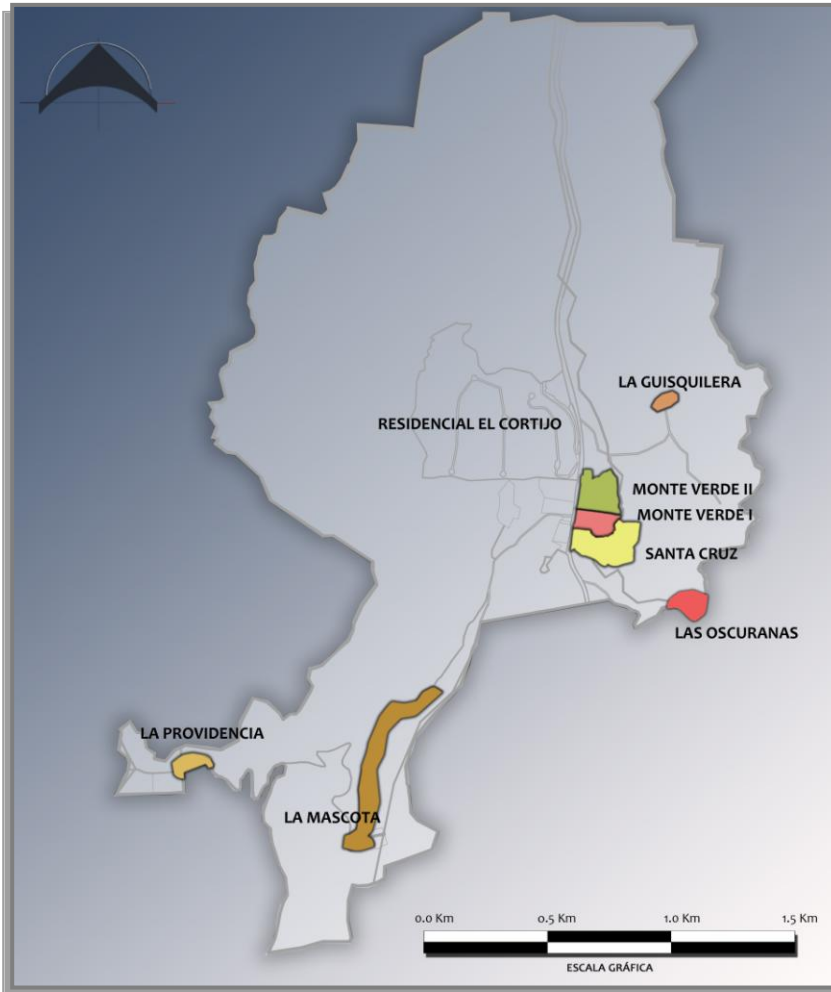 LA GUISQUILERA
RESIDENCIAL EL CORTIJO
MONTE VERDE II
MONTE VERDE I
SANTA CRUZ
LAS OSCURANAS
LA PROVIDENCIA
LA MASCOTA
0.0 Km 0.5 Km 1.0 Km 1.5 Km
ESCALA GRÁFICA